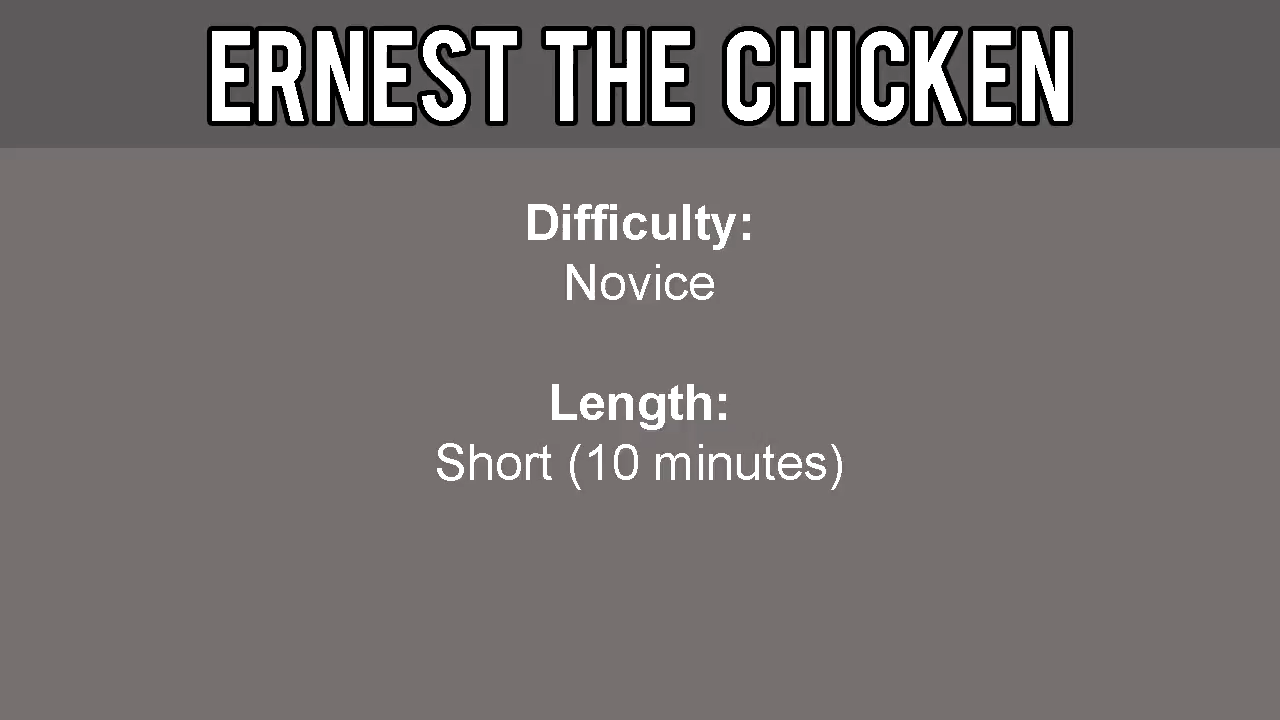 ERNEST THE CHICKEN
Difficulty:
Novice
Length:
Short (10 minutes)